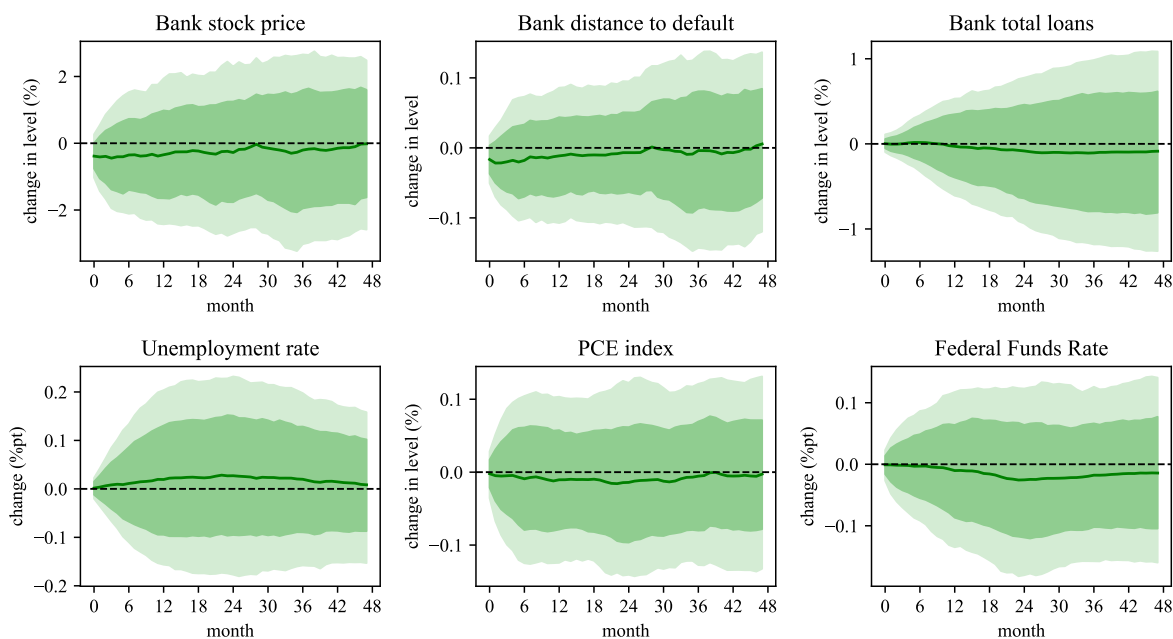 Bank stock price
change in level (%)
2
0
−2
0 6 12 18 24 30 36 42 48
month
Bank distance to default
change in level
0.1
0.0
−0.1
0 6 12 18 24 30 36 42 48
month
Bank total loans
change in level (%)
1
0
−1
0 6 12 18 24 30 36 42 48
month
Unemployment rate
change (%pt)
0.2
0.1
0.0
−0.1
−0.2
0 6 12 18 24 30 36 42 48
month
PCE index
change in level (%)
0.1
0.0
−0.1
0 6 12 18 24 30 36 42 48
month
Federal Funds Rate
change (%pt)
0.1
0.0
−0.1
0 6 12 18 24 30 36 42 48
month